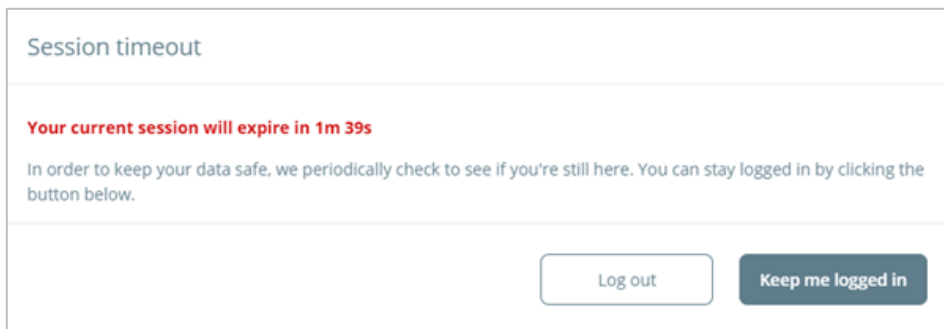 Session timeout
Your current session will expire in 1m 39s
In order to keep your data safe, we periodically check to see if you're still here. You can stay logged in by clicking the
button below.
Log out
Keep me logged in